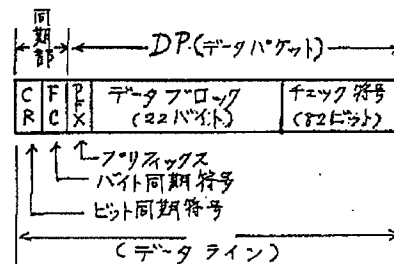 同期部
DP.(データパケット)
CR
FC
PFX
データブロック
(22バイト)
チェック符号
(82ビット)
プリフィックス
バイト同期符号
ビット同期符号
(データライン)